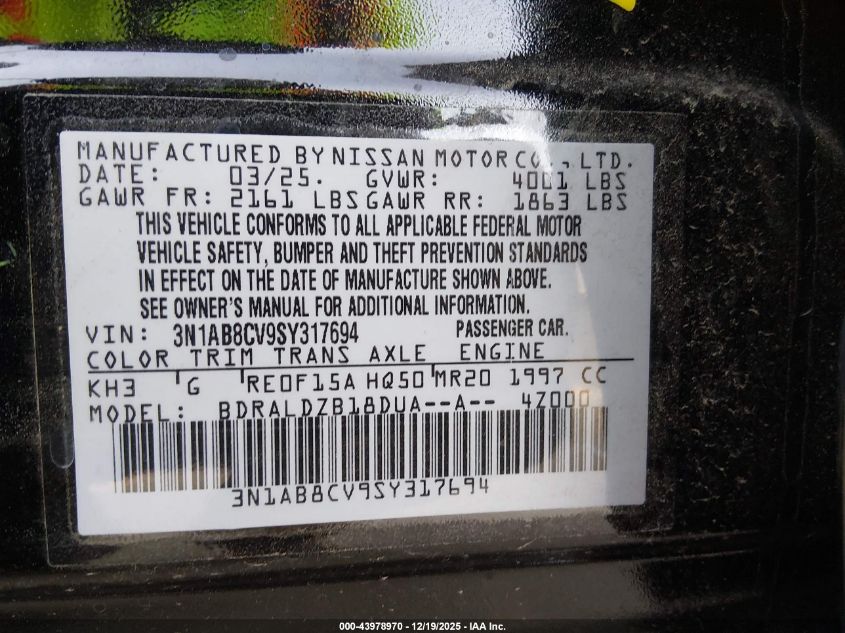 MANUFACTURED BY NISSAN MOTOR CO., LTD.
DATE: 03/25. GVWR: 4001 LBS
GAWR FR: 2161 LBS GAWR RR: 1863 LBS
THIS VEHICLE CONFORMS TO ALL APPLICABLE FEDERAL MOTOR
VEHICLE SAFETY, BUMPER AND THEFT PREVENTION STANDARDS
IN EFFECT ON THE DATE OF MANUFACTURE SHOWN ABOVE.
SEE OWNER'S MANUAL FOR ADDITIONAL INFORMATION.
VIN: 3N1AB8CV9SY317694 PASSENGER CAR.
COLOR TRIM TRANS AXLE ENGINE
KH3 G RE0F15A HQ50 MR20 1997 CC
MODEL: BDRALDZB18DUA--A-- 4Z000
3N1AB8CV9SY317694
000-43978970 • 12/19/2025 - IAA Inc.